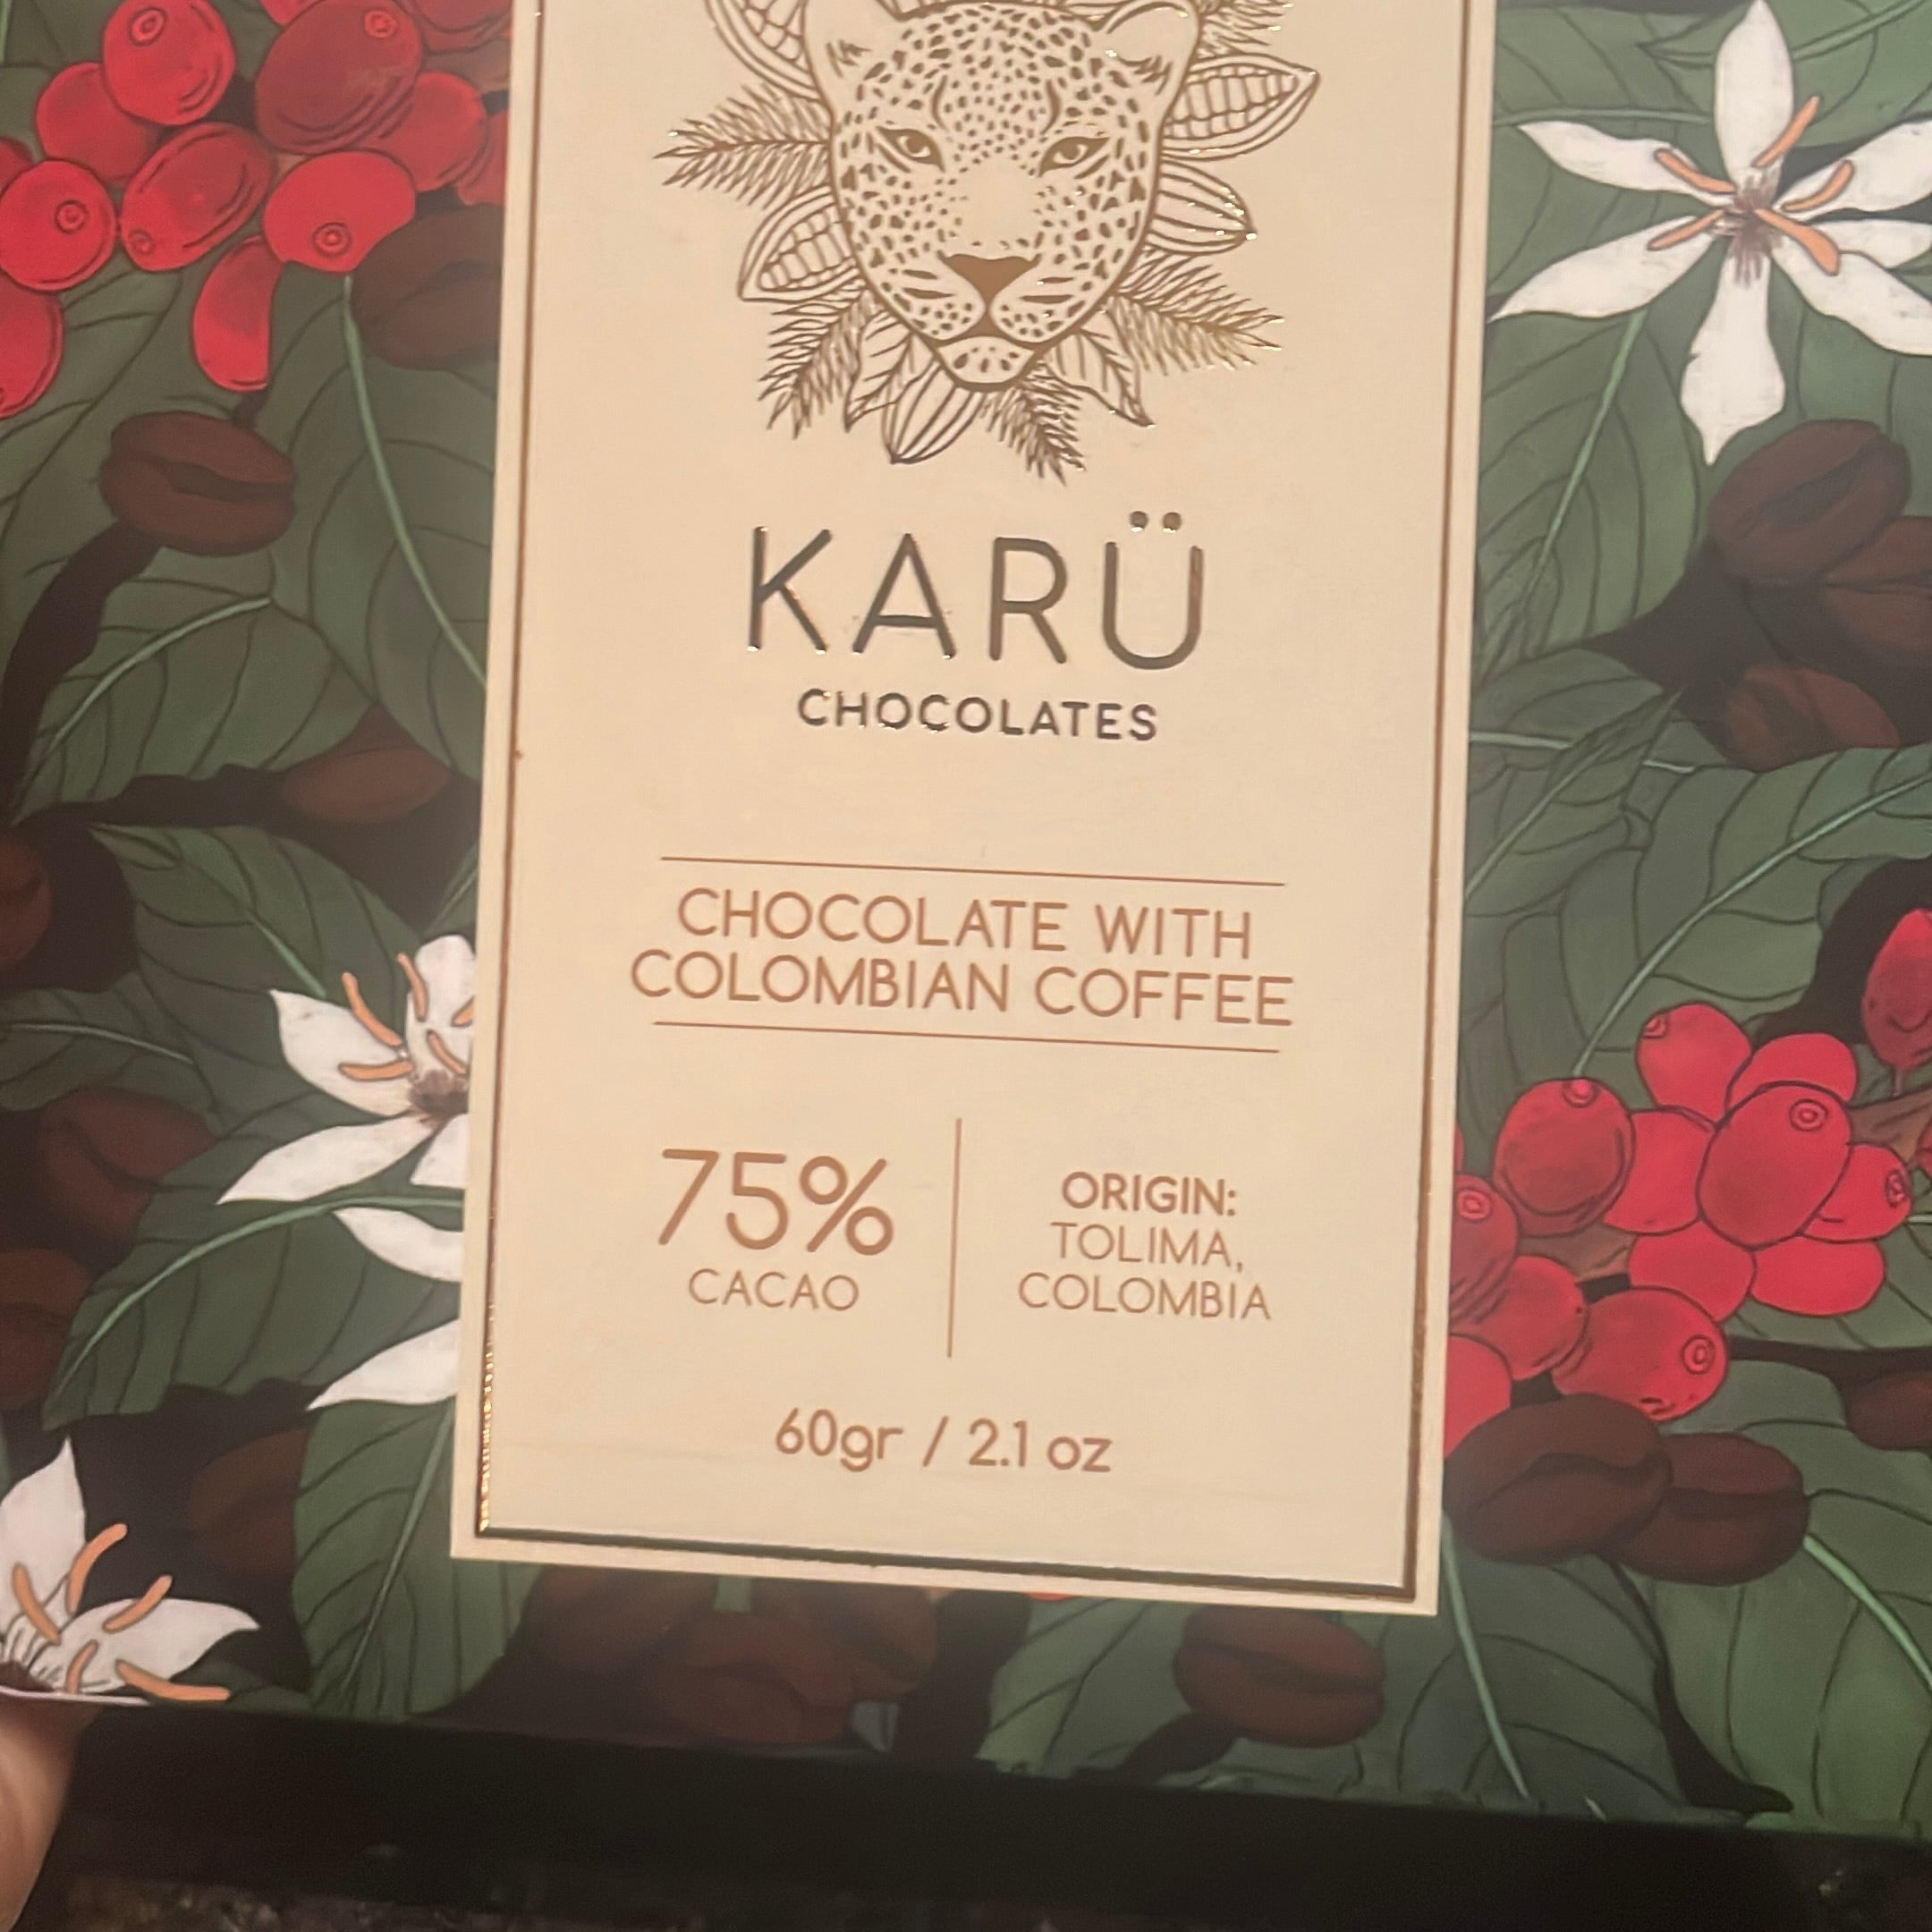 KARÜ
CHOCOLATES
CHOCOLATE WITH
COLOMBIAN COFFEE
75%
CACAO
ORIGIN:
TOLIMA,
COLOMBIA
60gr / 2.1 oz